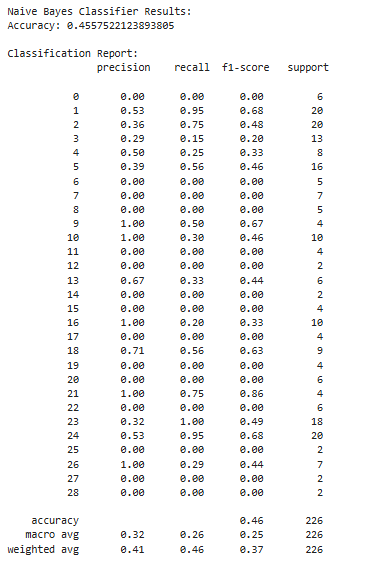 Naive Bayes Classifier Results:
Accuracy: 0.4557522123893805
Classification Report:
precision recall f1-score support
0 0.00 0.00 0.00 6
1 0.53 0.95 0.68 20
2 0.36 0.75 0.48 20
3 0.29 0.15 0.20 13
4 0.50 0.25 0.33 8
5 0.39 0.56 0.46 16
6 0.00 0.00 0.00 5
7 0.00 0.00 0.00 7
8 0.00 0.00 0.00 5
9 1.00 0.50 0.67 4
10 1.00 0.30 0.46 10
11 0.00 0.00 0.00 4
12 0.00 0.00 0.00 2
13 0.67 0.33 0.44 6
14 0.00 0.00 0.00 2
15 0.00 0.00 0.00 4
16 1.00 0.20 0.33 10
17 0.00 0.00 0.00 4
18 0.71 0.56 0.63 9
19 0.00 0.00 0.00 4
20 0.00 0.00 0.00 6
21 1.00 0.75 0.86 4
22 0.00 0.00 0.00 6
23 0.32 1.00 0.49 18
24 0.53 0.95 0.68 20
25 0.00 0.00 0.00 2
26 1.00 0.29 0.44 7
27 0.00 0.00 0.00 2
28 0.00 0.00 0.00 2
accuracy 0.46 226
macro avg 0.32 0.26 0.25 226
weighted avg 0.41 0.46 0.37 226